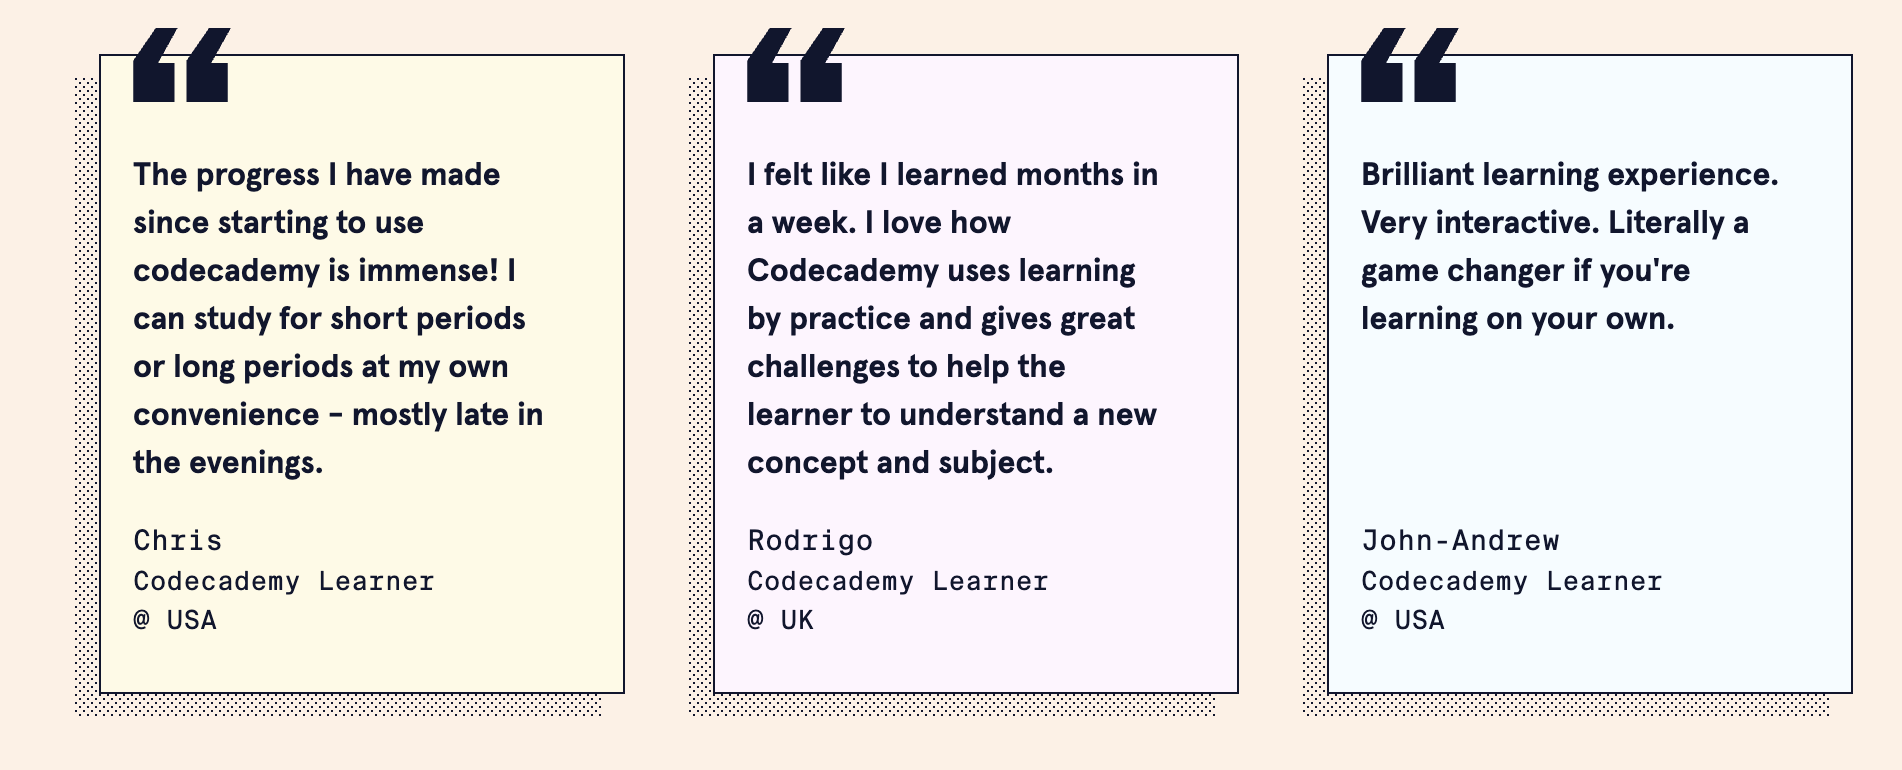 “
The progress I have made
since starting to use
codecademy is immense! I
can study for short periods
or long periods at my own
convenience – mostly late in
the evenings.
Chris
Codecademy Learner
@ USA
“
I felt like I learned months in
a week. I love how
Codecademy uses learning
by practice and gives great
challenges to help the
learner to understand a new
concept and subject.
Rodrigo
Codecademy Learner
@ UK
“
Brilliant learning experience.
Very interactive. Literally a
game changer if you're
learning on your own.
John-Andrew
Codecademy Learner
@ USA